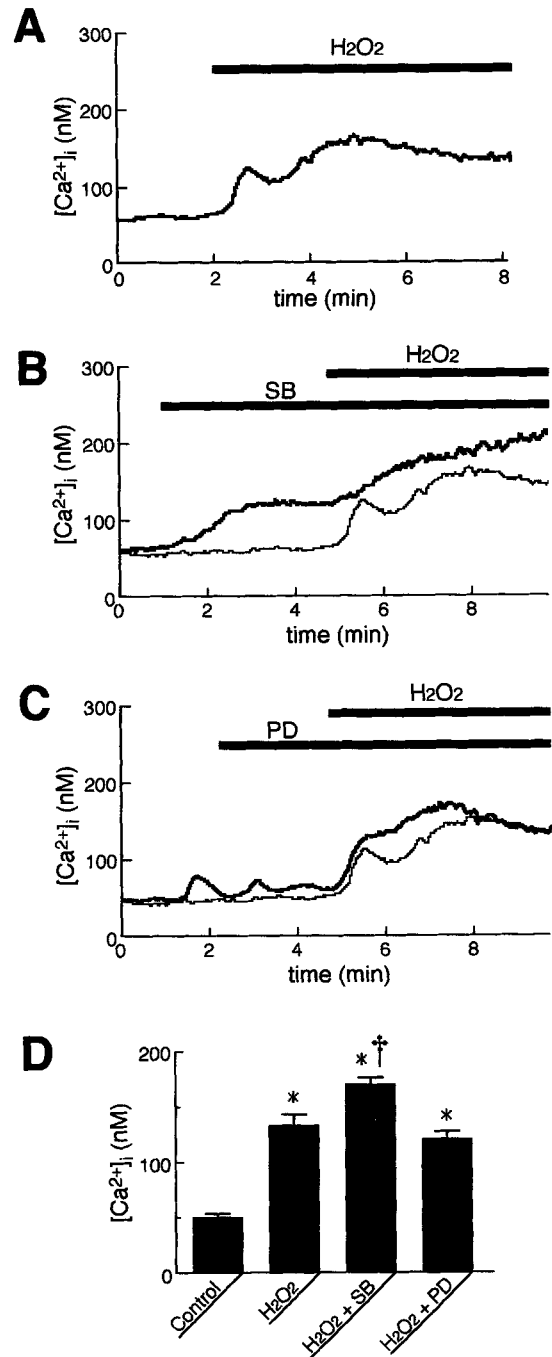 A
H2O2
300
200
100
0
[Ca2+]i (nM)
0 2 4 6 8
time (min)
B
H2O2
SB
300
200
100
0
[Ca2+]i (nM)
0 2 4 6 8
time (min)
C
H2O2
PD
300
200
100
0
[Ca2+]i (nM)
0 2 4 6 8
time (min)
D
200
100
0
[Ca2+]i (nM)
* *† *
Control
H2O2
H2O2 + SB
H2O2 + PD